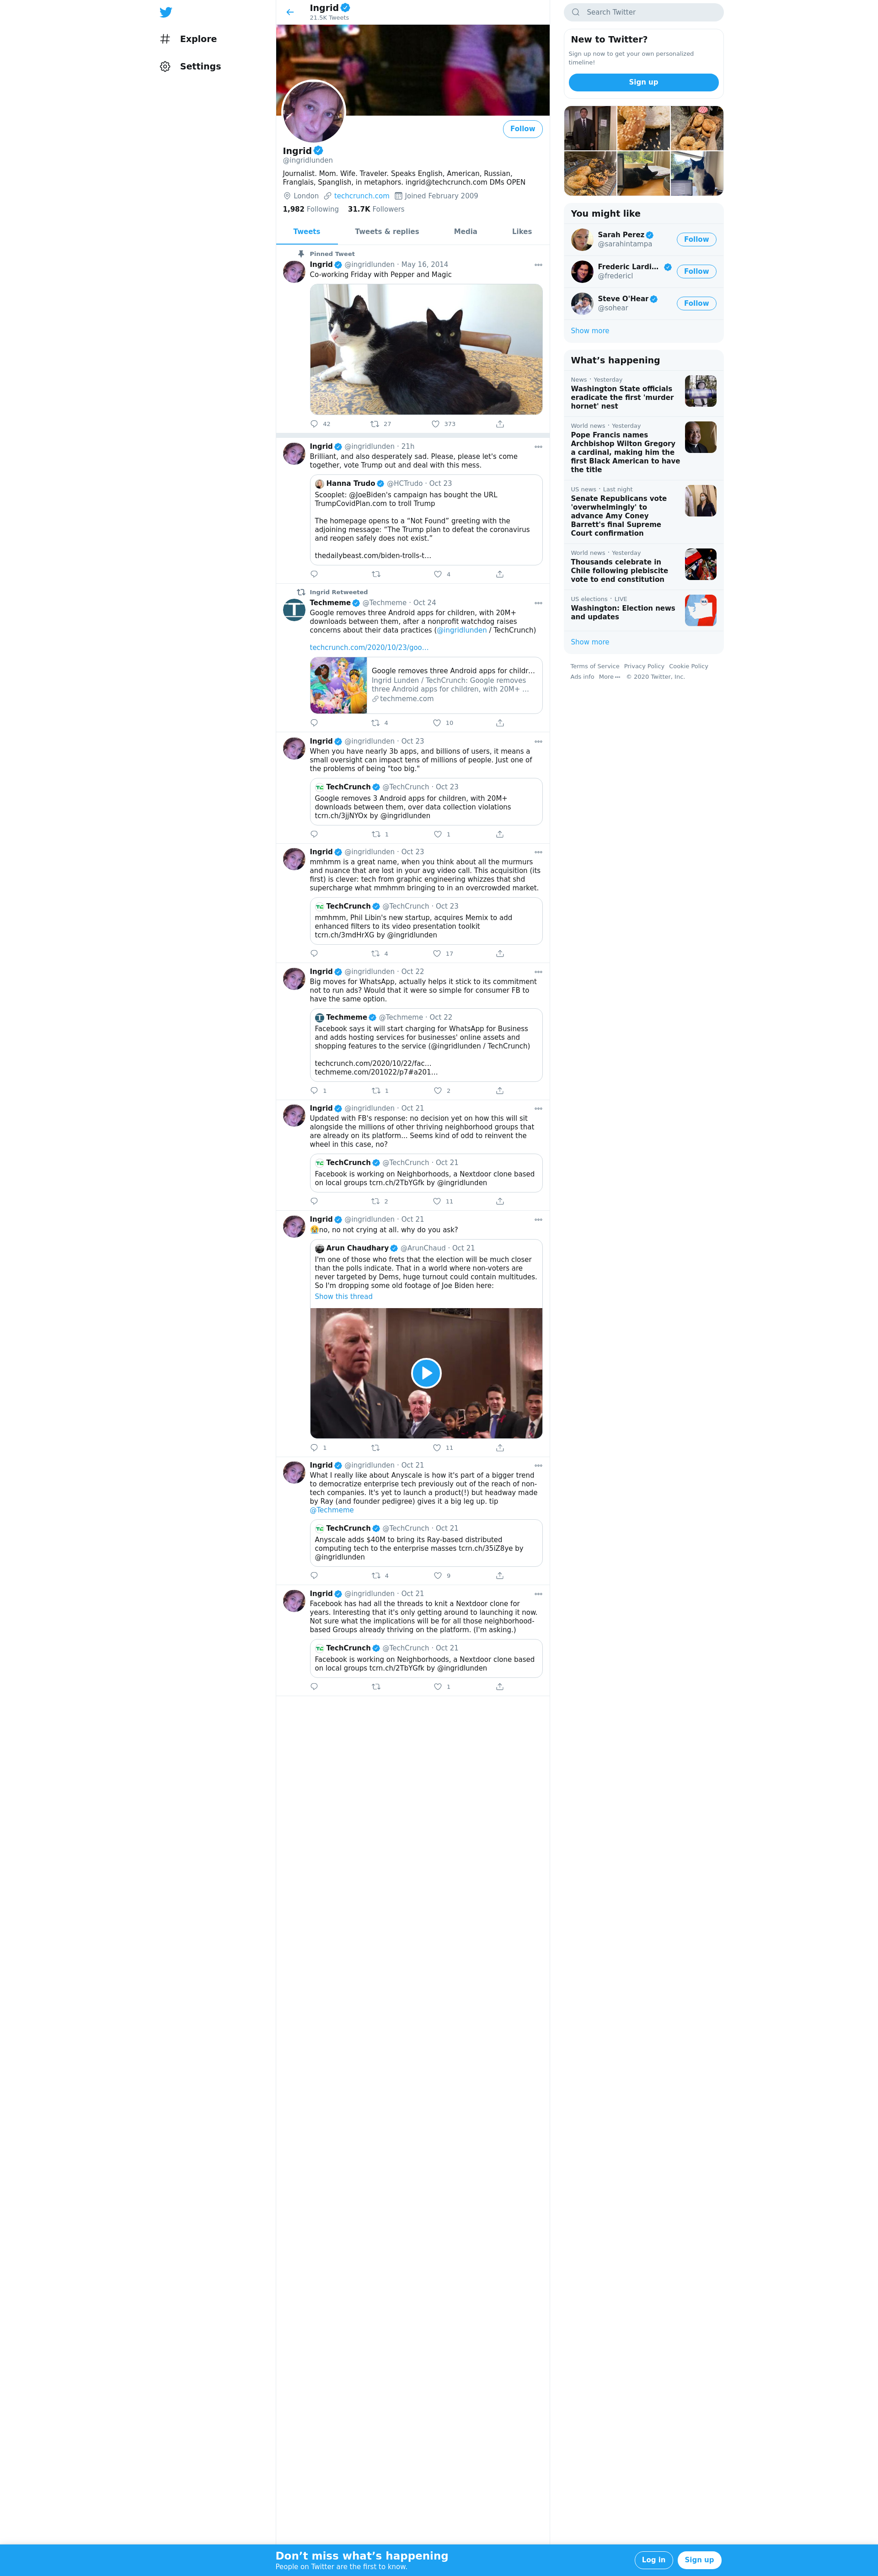 Explore
Settings
Ingrid
21.5K Tweets
Follow
Ingrid
@ingridlunden
Journalist. Mom. Wife. Traveler. Speaks English, American, Russian,
Franglais, Spanglish, in metaphors. ingrid@techcrunch.com DMs OPEN
London techcrunch.com Joined February 2009
1,982 Following 31.7K Followers
Tweets Tweets & replies Media Likes
Pinned Tweet
Ingrid @ingridlunden · May 16, 2014
Co-working Friday with Pepper and Magic
42 27 373
Ingrid @ingridlunden · 21h
Brilliant, and also desperately sad. Please, please let's come
together, vote Trump out and deal with this mess.
Hanna Trudo @HCTrudo · Oct 23
Scooplet: @JoeBiden's campaign has bought the URL
TrumpCovidPlan.com to troll Trump
The homepage opens to a “Not Found” greeting with the
adjoining message: “The Trump plan to defeat the coronavirus
and reopen safely does not exist.”
thedailybeast.com/biden-trolls-t…
4
Ingrid Retweeted
Techmeme @Techmeme · Oct 24
Google removes three Android apps for children, with 20M+
downloads between them, after a nonprofit watchdog raises
concerns about their data practices (@ingridlunden / TechCrunch)
techcrunch.com/2020/10/23/goo…
Google removes three Android apps for childr…
Ingrid Lunden / TechCrunch: Google removes
three Android apps for children, with 20M+ …
techmeme.com
4 10
Ingrid @ingridlunden · Oct 23
When you have nearly 3b apps, and billions of users, it means a
small oversight can impact tens of millions of people. Just one of
the problems of being "too big."
TechCrunch @TechCrunch · Oct 23
Google removes 3 Android apps for children, with 20M+
downloads between them, over data collection violations
tcrn.ch/3jjNYOx by @ingridlunden
1 1
Ingrid @ingridlunden · Oct 23
mmhmm is a great name, when you think about all the murmurs
and nuance that are lost in your avg video call. This acquisition (its
first) is clever: tech from graphic engineering whizzes that shd
supercharge what mmhmm bringing to in an overcrowded market.
TechCrunch @TechCrunch · Oct 23
mmhmm, Phil Libin's new startup, acquires Memix to add
enhanced filters to its video presentation toolkit
tcrn.ch/3mdHrXG by @ingridlunden
4 17
Ingrid @ingridlunden · Oct 22
Big moves for WhatsApp, actually helps it stick to its commitment
not to run ads? Would that it were so simple for consumer FB to
have the same option.
Techmeme @Techmeme · Oct 22
Facebook says it will start charging for WhatsApp for Business
and adds hosting services for businesses' online assets and
shopping features to the service (@ingridlunden / TechCrunch)
techcrunch.com/2020/10/22/fac…
techmeme.com/201022/p7#a201…
1 1 2
Ingrid @ingridlunden · Oct 21
Updated with FB's response: no decision yet on how this will sit
alongside the millions of other thriving neighborhood groups that
are already on its platform... Seems kind of odd to reinvent the
wheel in this case, no?
TechCrunch @TechCrunch · Oct 21
Facebook is working on Neighborhoods, a Nextdoor clone based
on local groups tcrn.ch/2TbYGfk by @ingridlunden
2 11
Ingrid @ingridlunden · Oct 21
😭no, no not crying at all. why do you ask?
Arun Chaudhary @ArunChaud · Oct 21
I'm one of those who frets that the election will be much closer
than the polls indicate. That in a world where non-voters are
never targeted by Dems, huge turnout could contain multitudes.
So I'm dropping some old footage of Joe Biden here:
Show this thread
1 11
Ingrid @ingridlunden · Oct 21
What I really like about Anyscale is how it's part of a bigger trend
to democratize enterprise tech previously out of the reach of non-
tech companies. It's yet to launch a product(!) but headway made
by Ray (and founder pedigree) gives it a big leg up. tip
@Techmeme
TechCrunch @TechCrunch · Oct 21
Anyscale adds $40M to bring its Ray-based distributed
computing tech to the enterprise masses tcrn.ch/35iZ8ye by
@ingridlunden
4 9
Ingrid @ingridlunden · Oct 21
Facebook has had all the threads to knit a Nextdoor clone for
years. Interesting that it's only getting around to launching it now.
Not sure what the implications will be for all those neighborhood-
based Groups already thriving on the platform. (I'm asking.)
TechCrunch @TechCrunch · Oct 21
Facebook is working on Neighborhoods, a Nextdoor clone based
on local groups tcrn.ch/2TbYGfk by @ingridlunden
1
Search Twitter
New to Twitter?
Sign up now to get your own personalized
timeline!
Sign up
You might like
Sarah Perez
@sarahintampa
Follow
Frederic Lardi…
@fredericl
Follow
Steve O'Hear
@sohear
Follow
Show more
What’s happening
News · Yesterday
Washington State officials
eradicate the first 'murder
hornet' nest
World news · Yesterday
Pope Francis names
Archbishop Wilton Gregory
a cardinal, making him the
first Black American to have
the title
US news · Last night
Senate Republicans vote
'overwhelmingly' to
advance Amy Coney
Barrett's final Supreme
Court confirmation
World news · Yesterday
Thousands celebrate in
Chile following plebiscite
vote to end constitution
US elections · LIVE
Washington: Election news
and updates
Show more
Terms of Service Privacy Policy Cookie Policy
Ads info More © 2020 Twitter, Inc.
Don’t miss what’s happening
People on Twitter are the first to know.
Log in Sign up